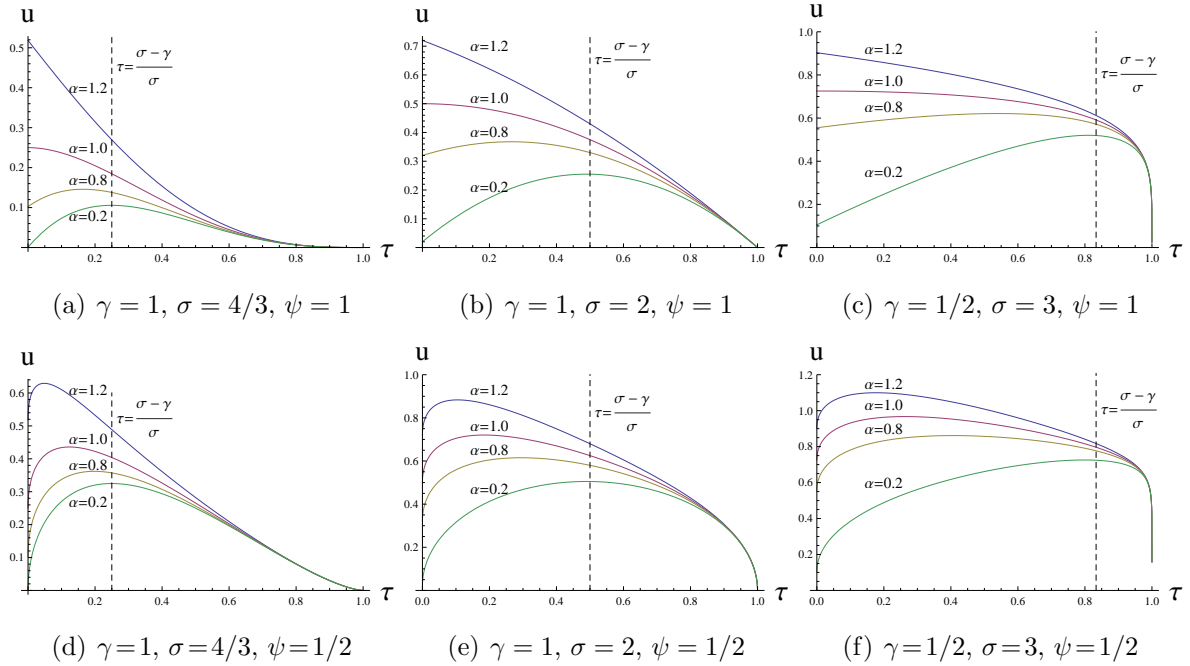 u
0.5
0.4
0.3
0.2
0.1
α=1.2
α=1.0
α=0.8
α=0.2
τ= σ − γ
σ
0.2 0.4 0.6 0.8 1.0 τ
(a) γ = 1, σ = 4/3, ψ = 1
u
0.7
0.6
0.5
0.4
0.3
0.2
0.1
α=1.2
α=1.0
α=0.8
α=0.2
τ= σ − γ
σ
0.0 0.2 0.4 0.6 0.8 1.0 τ
(b) γ = 1, σ = 2, ψ = 1
u
1.0
0.8
0.6
0.4
0.2
α=1.2
α=1.0
α=0.8
α=0.2
τ= σ − γ
σ
0.0 0.2 0.4 0.6 0.8 1.0 τ
(c) γ = 1/2, σ = 3, ψ = 1
u
0.6
0.5
0.4
0.3
0.2
0.1
α=1.2
α=1.0
α=0.8
α=0.2
τ= σ − γ
σ
0.2 0.4 0.6 0.8 1.0 τ
(d) γ=1, σ=4/3, ψ=1/2
u
1.0
0.8
0.6
0.4
0.2
α=1.2
α=1.0
α=0.8
α=0.2
τ= σ − γ
σ
0.0 0.2 0.4 0.6 0.8 1.0 τ
(e) γ = 1, σ = 2, ψ = 1/2
u
1.2
1.0
0.8
0.6
0.4
0.2
α=1.2
α=1.0
α=0.8
α=0.2
τ= σ − γ
σ
0.0 0.2 0.4 0.6 0.8 1.0 τ
(f) γ=1/2, σ=3, ψ=1/2